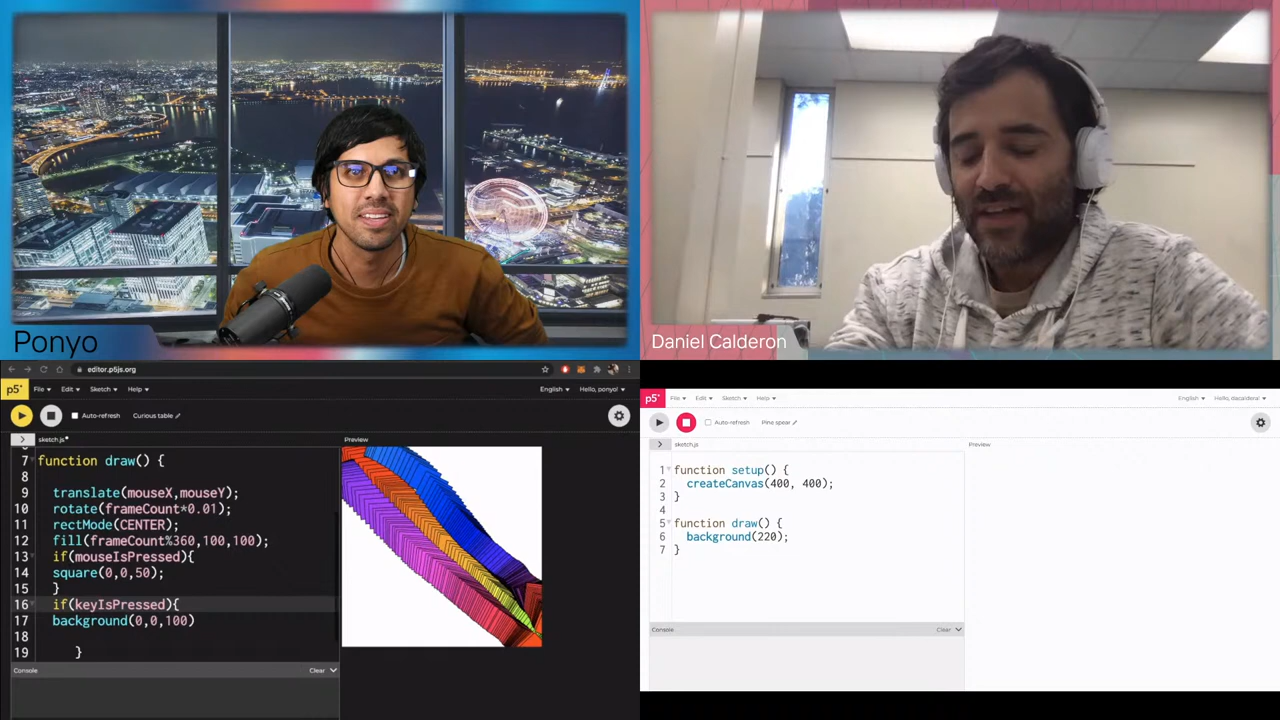 Ponyo
Daniel Calderon
editor.p5js.org
p5*
File
Edit
Sketch
Help
English
Hello, ponyo!
Auto-refresh
Curious table
sketch.js
Preview
7 function draw() {
8
9 translate(mouseX,mouseY);
10 rotate(frameCount*0.01);
11 rectMode(CENTER);
12 fill(frameCount%360,100,100);
13 if(mouseIsPressed){
14 square(0,0,50);
15 }
16 if(keyIsPressed){
17 background(0,0,100)
18
19 }
Console
Clear
p5*
File
Edit
Sketch
Help
English
Hello, dacaldera!
Auto-refresh
Pine spear
sketch.js
Preview
1 function setup() {
2 createCanvas(400, 400);
3 }
4
5 function draw() {
6 background(220);
7 }
Console
Clear